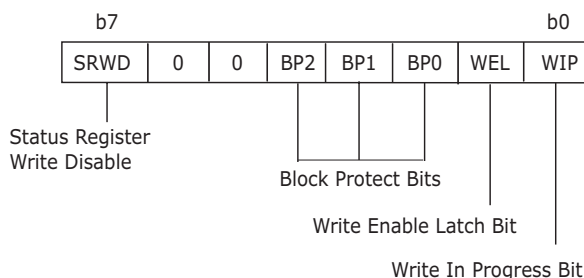 b7 b0
SRWD 0 0 BP2 BP1 BP0 WEL WIP
Status Register
Write Disable
Block Protect Bits
Write Enable Latch Bit
Write In Progress Bit